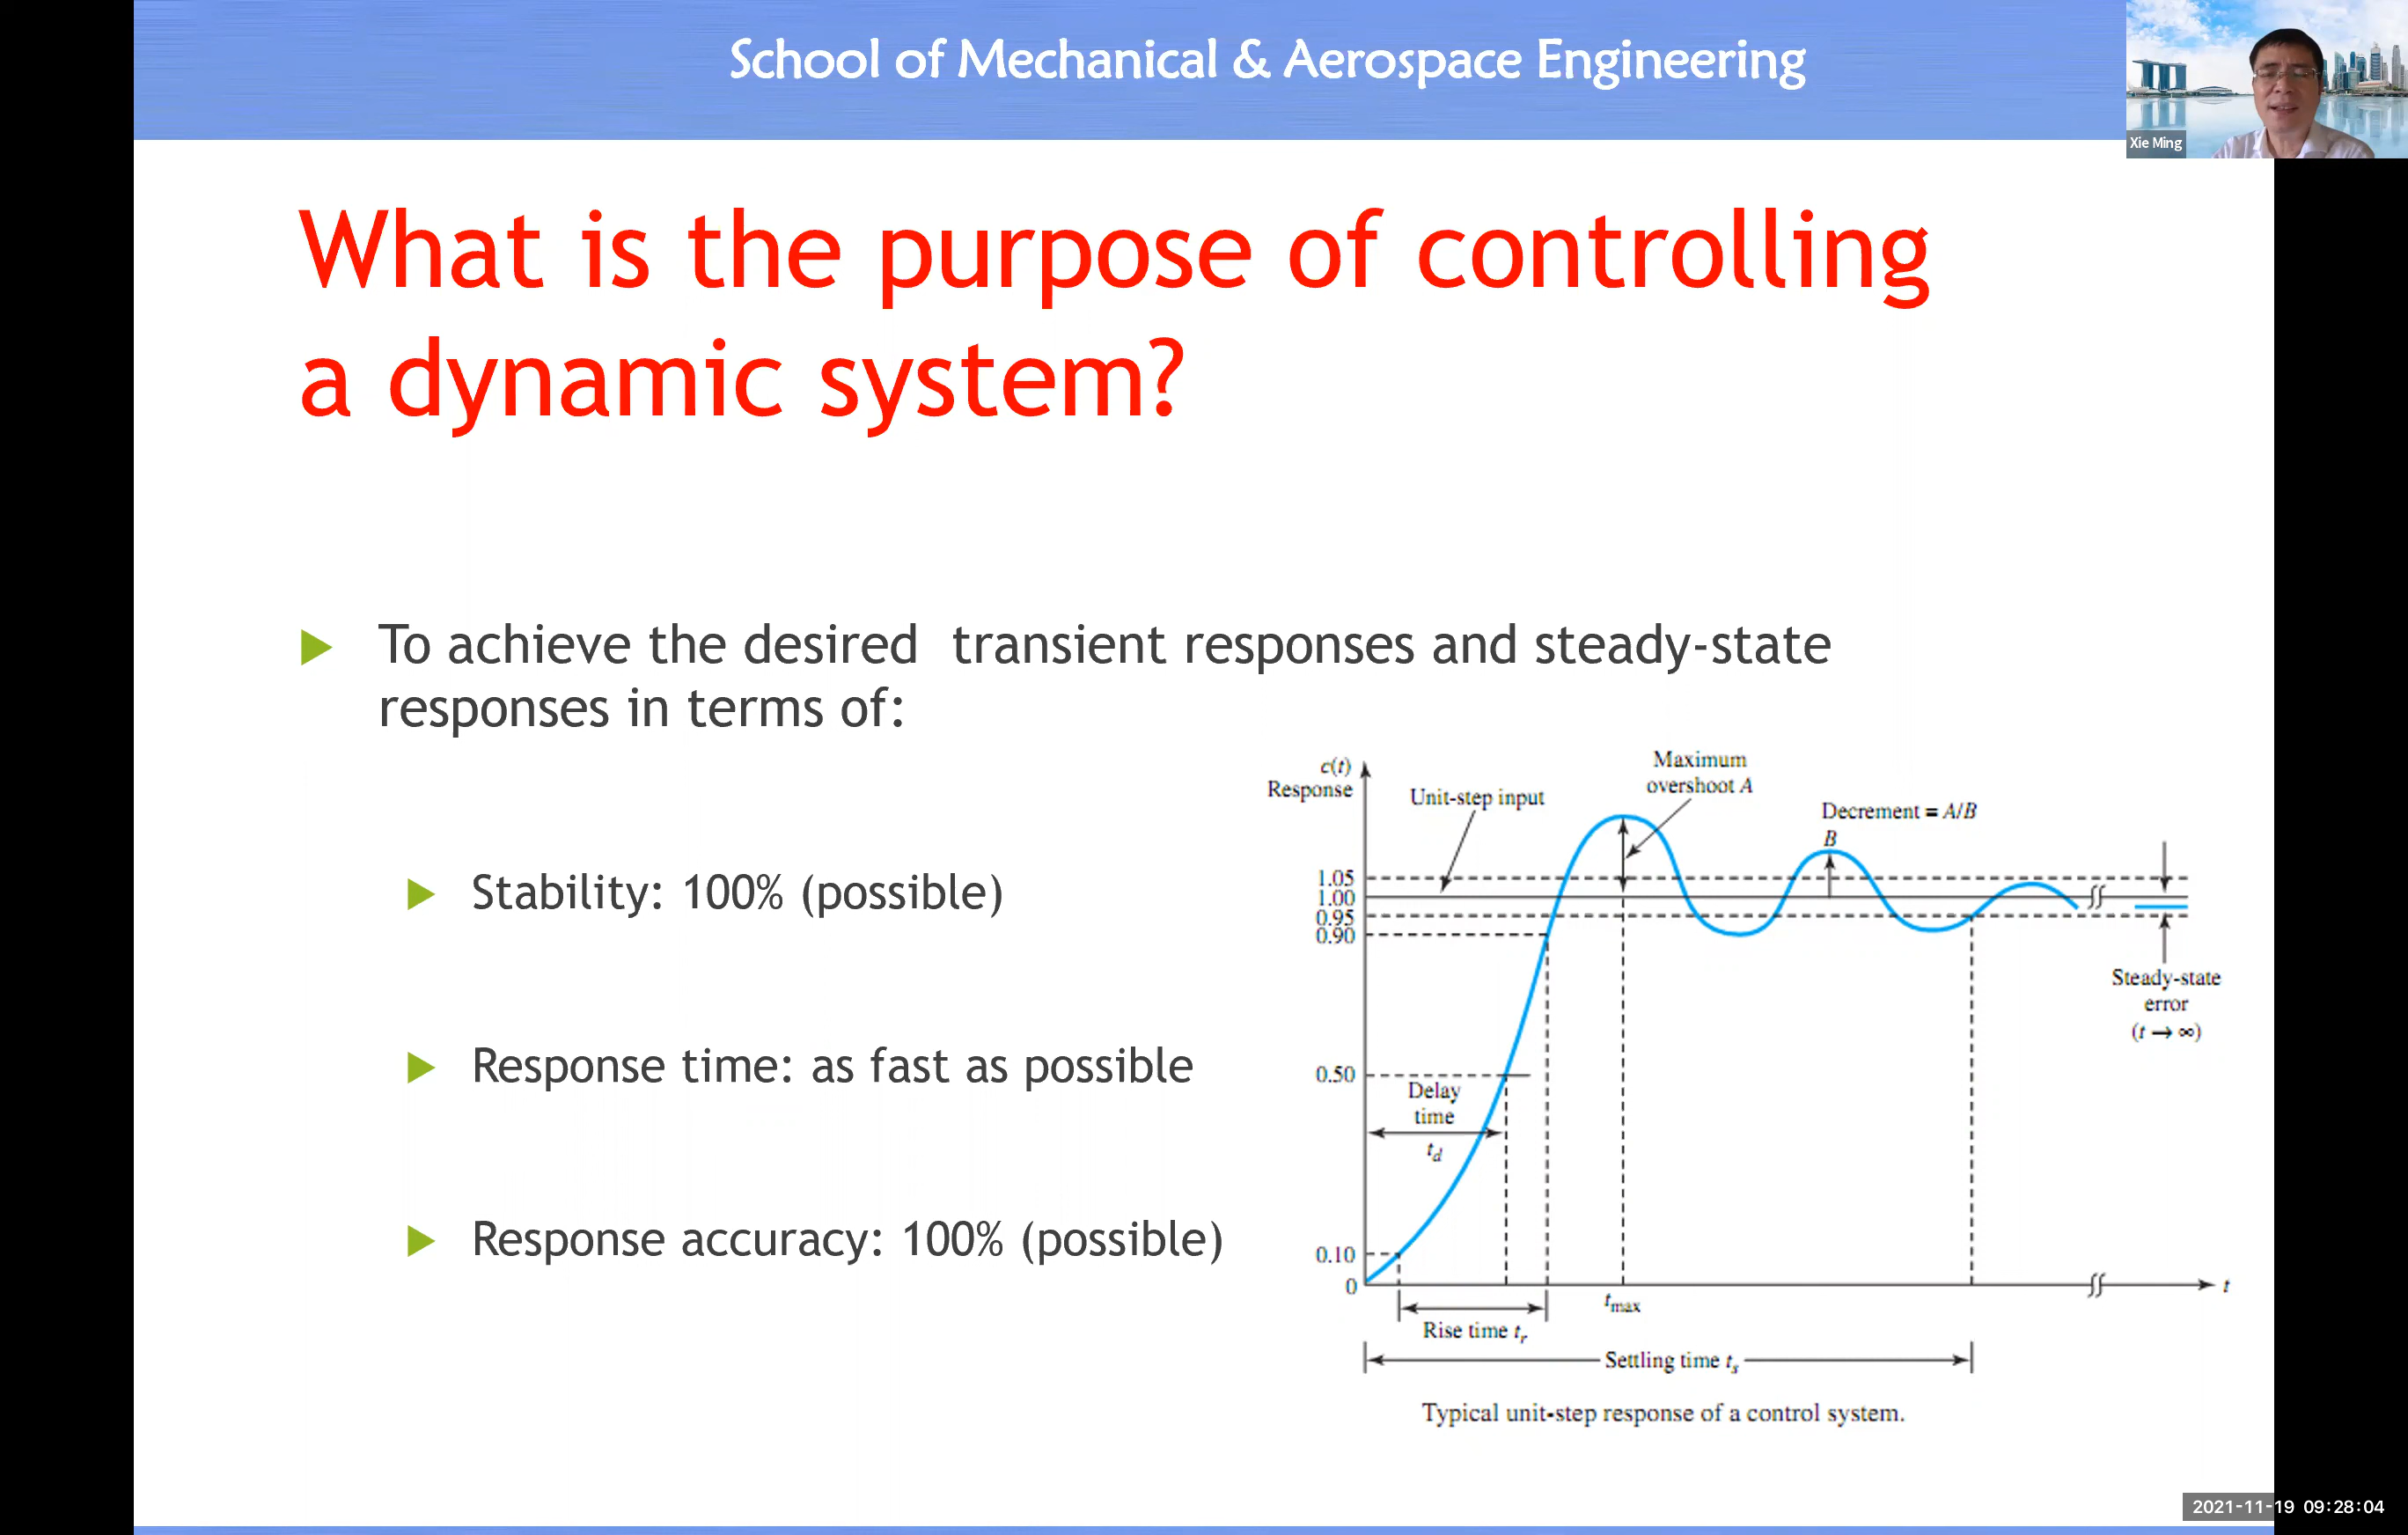 School of Mechanical & Aerospace Engineering
Xie Ming
What is the purpose of controlling
a dynamic system?
To achieve the desired transient responses and steady-state
responses in terms of:
Stability: 100% (possible)
Response time: as fast as possible
Response accuracy: 100% (possible)
c(t)
Response
Unit-step input
Maximum
overshoot A
Decrement = A/B
B
1.05
1.00
0.95
0.90
Steady-state
error
(t → ∞)
0.50
Delay
time
td
0.10
0
t
tmax
Rise time tr
Settling time ts
Typical unit-step response of a control system.
2021-11-19 09:28:04